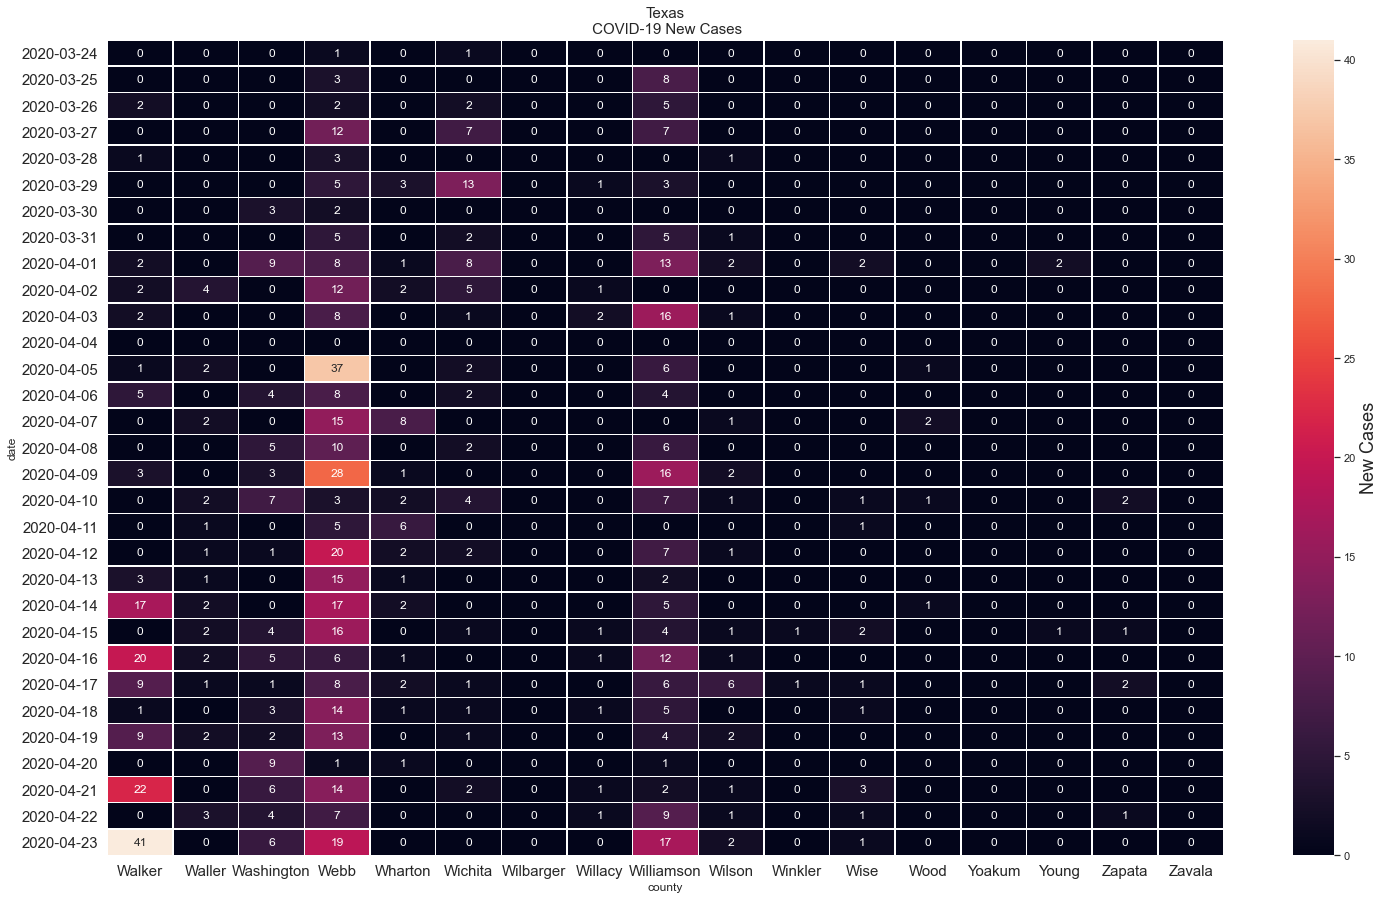 Texas
COVID-19 New Cases
2020-03-24 0 0 0 1 0 1 0 0 0 0 0 0 0 0 0 0 0
2020-03-25 0 0 0 3 0 0 0 0 8 0 0 0 0 0 0 0 0
2020-03-26 2 0 0 2 0 2 0 0 5 0 0 0 0 0 0 0 0
2020-03-27 0 0 0 12 0 7 0 0 7 0 0 0 0 0 0 0 0
2020-03-28 1 0 0 3 0 0 0 0 0 1 0 0 0 0 0 0 0
2020-03-29 0 0 0 5 3 13 0 1 3 0 0 0 0 0 0 0 0
2020-03-30 0 0 3 2 0 0 0 0 0 0 0 0 0 0 0 0 0
2020-03-31 0 0 0 5 0 2 0 0 5 1 0 0 0 0 0 0 0
2020-04-01 2 0 9 8 1 8 0 0 13 2 0 2 0 0 2 0 0
2020-04-02 2 4 0 12 2 5 0 1 0 0 0 0 0 0 0 0 0
2020-04-03 2 0 0 8 0 1 0 2 16 1 0 0 0 0 0 0 0
2020-04-04 0 0 0 0 0 0 0 0 0 0 0 0 0 0 0 0 0
2020-04-05 1 2 0 37 0 2 0 0 6 0 0 0 1 0 0 0 0
2020-04-06 5 0 4 8 0 2 0 0 4 0 0 0 0 0 0 0 0
2020-04-07 0 2 0 15 8 0 0 0 0 1 0 0 2 0 0 0 0
2020-04-08 0 0 5 10 0 2 0 0 6 0 0 0 0 0 0 0 0
2020-04-09 3 0 3 28 1 0 0 0 16 2 0 0 0 0 0 0 0
2020-04-10 0 2 7 3 2 4 0 0 7 1 0 1 1 0 0 2 0
2020-04-11 0 1 0 5 6 0 0 0 0 0 0 1 0 0 0 0 0
2020-04-12 0 1 1 20 2 2 0 0 7 1 0 0 0 0 0 0 0
2020-04-13 3 1 0 15 1 0 0 0 2 0 0 0 0 0 0 0 0
2020-04-14 17 2 0 17 2 0 0 0 5 0 0 0 1 0 0 0 0
2020-04-15 0 2 4 16 0 1 0 1 4 1 1 2 0 0 1 1 0
2020-04-16 20 2 5 6 1 0 0 1 12 1 0 0 0 0 0 0 0
2020-04-17 9 1 1 8 2 1 0 0 6 6 1 1 0 0 0 2 0
2020-04-18 1 0 3 14 1 1 0 1 5 0 0 1 0 0 0 0 0
2020-04-19 9 2 2 13 0 1 0 0 4 2 0 0 0 0 0 0 0
2020-04-20 0 0 9 1 1 0 0 0 1 0 0 0 0 0 0 0 0
2020-04-21 22 0 6 14 0 2 0 1 2 1 0 3 0 0 0 0 0
2020-04-22 0 3 4 7 0 0 0 1 9 1 0 1 0 0 0 1 0
2020-04-23 41 0 6 19 0 0 0 0 17 2 0 1 0 0 0 0 0
Walker Waller Washington Webb Wharton Wichita Wilbarger Willacy Williamson Wilson Winkler Wise Wood Yoakum Young Zapata Zavala
county
date
40
35
30
25
20
15
10
5
0
New Cases